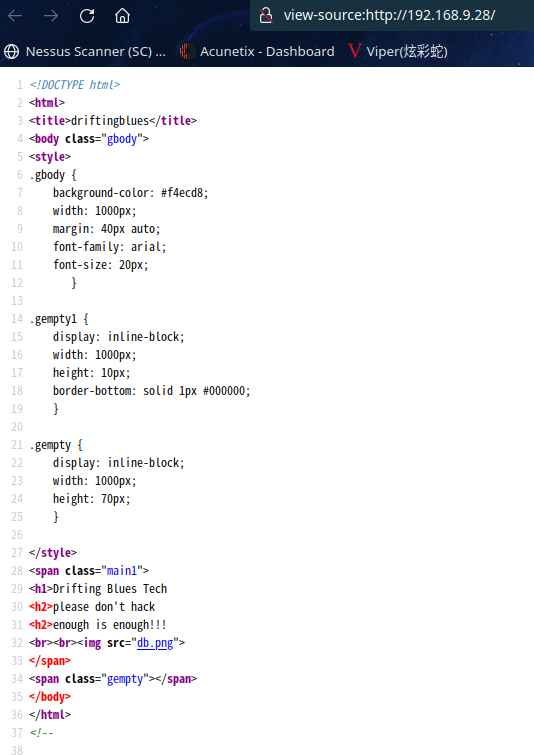 view-source:http://192.168.9.28/
Nessus Scanner (SC) ... Acunetix - Dashboard Viper(炫彩蛇)
1 <!DOCTYPE html>
2 <html>
3 <title>driftingblues</title>
4 <body class="gbody">
5 <style>
6 .gbody {
7     background-color: #f4ecd8;
8     width: 1000px;
9     margin: 40px auto;
10     font-family: arial;
11     font-size: 20px;
12        }
13
14 .gempty1 {
15     display: inline-block;
16     width: 1000px;
17     height: 10px;
18     border-bottom: solid 1px #000000;
19     }
20
21 .gempty {
22     display: inline-block;
23     width: 1000px;
24     height: 70px;
25     }
26
27 </style>
28 <span class="main1">
29 <h1>Drifting Blues Tech
30 <h2>please don't hack
31 <h2>enough is enough!!!
32 <br><br><img src="db.png">
33 </span>
34 <span class="gempty"></span>
35 </body>
36 </html>
37 <!--
38